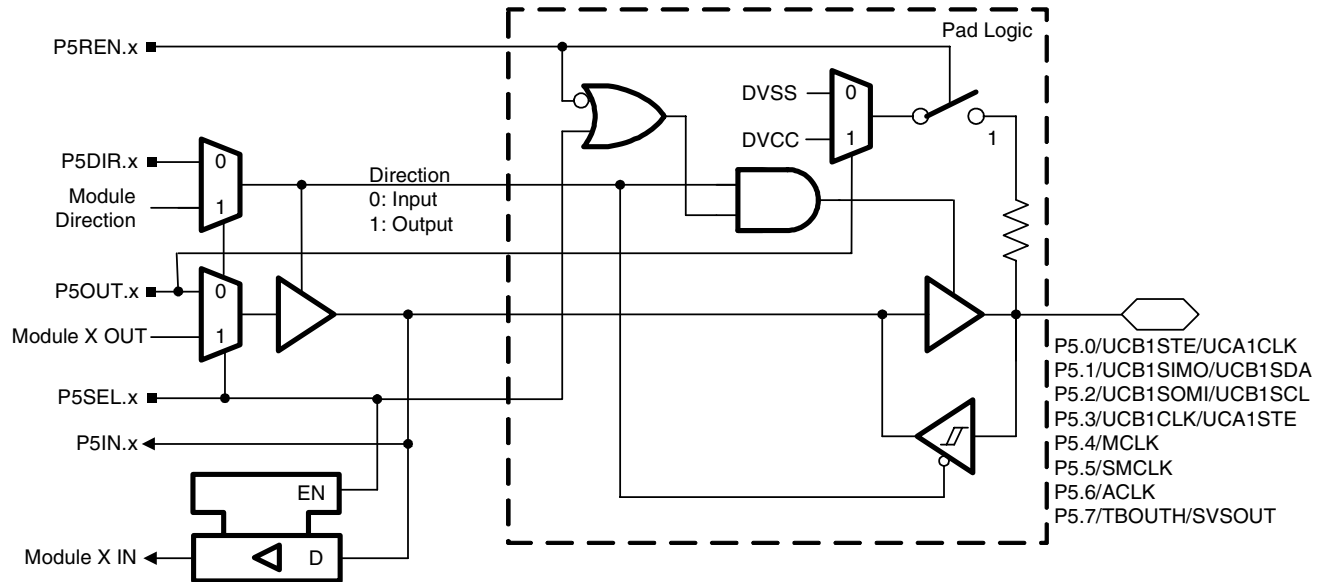 Pad Logic
P5REN.x
DVSS
0
DVCC
1
1
P5DIR.x
0
Module
Direction
1
Direction
0: Input
1: Output
P5OUT.x
0
Module X OUT
1
P5SEL.x
P5IN.x
EN
Module X IN
D
P5.0/UCB1STE/UCA1CLK
P5.1/UCB1SIMO/UCB1SDA
P5.2/UCB1SOMI/UCB1SCL
P5.3/UCB1CLK/UCA1STE
P5.4/MCLK
P5.5/SMCLK
P5.6/ACLK
P5.7/TBOUTH/SVSOUT